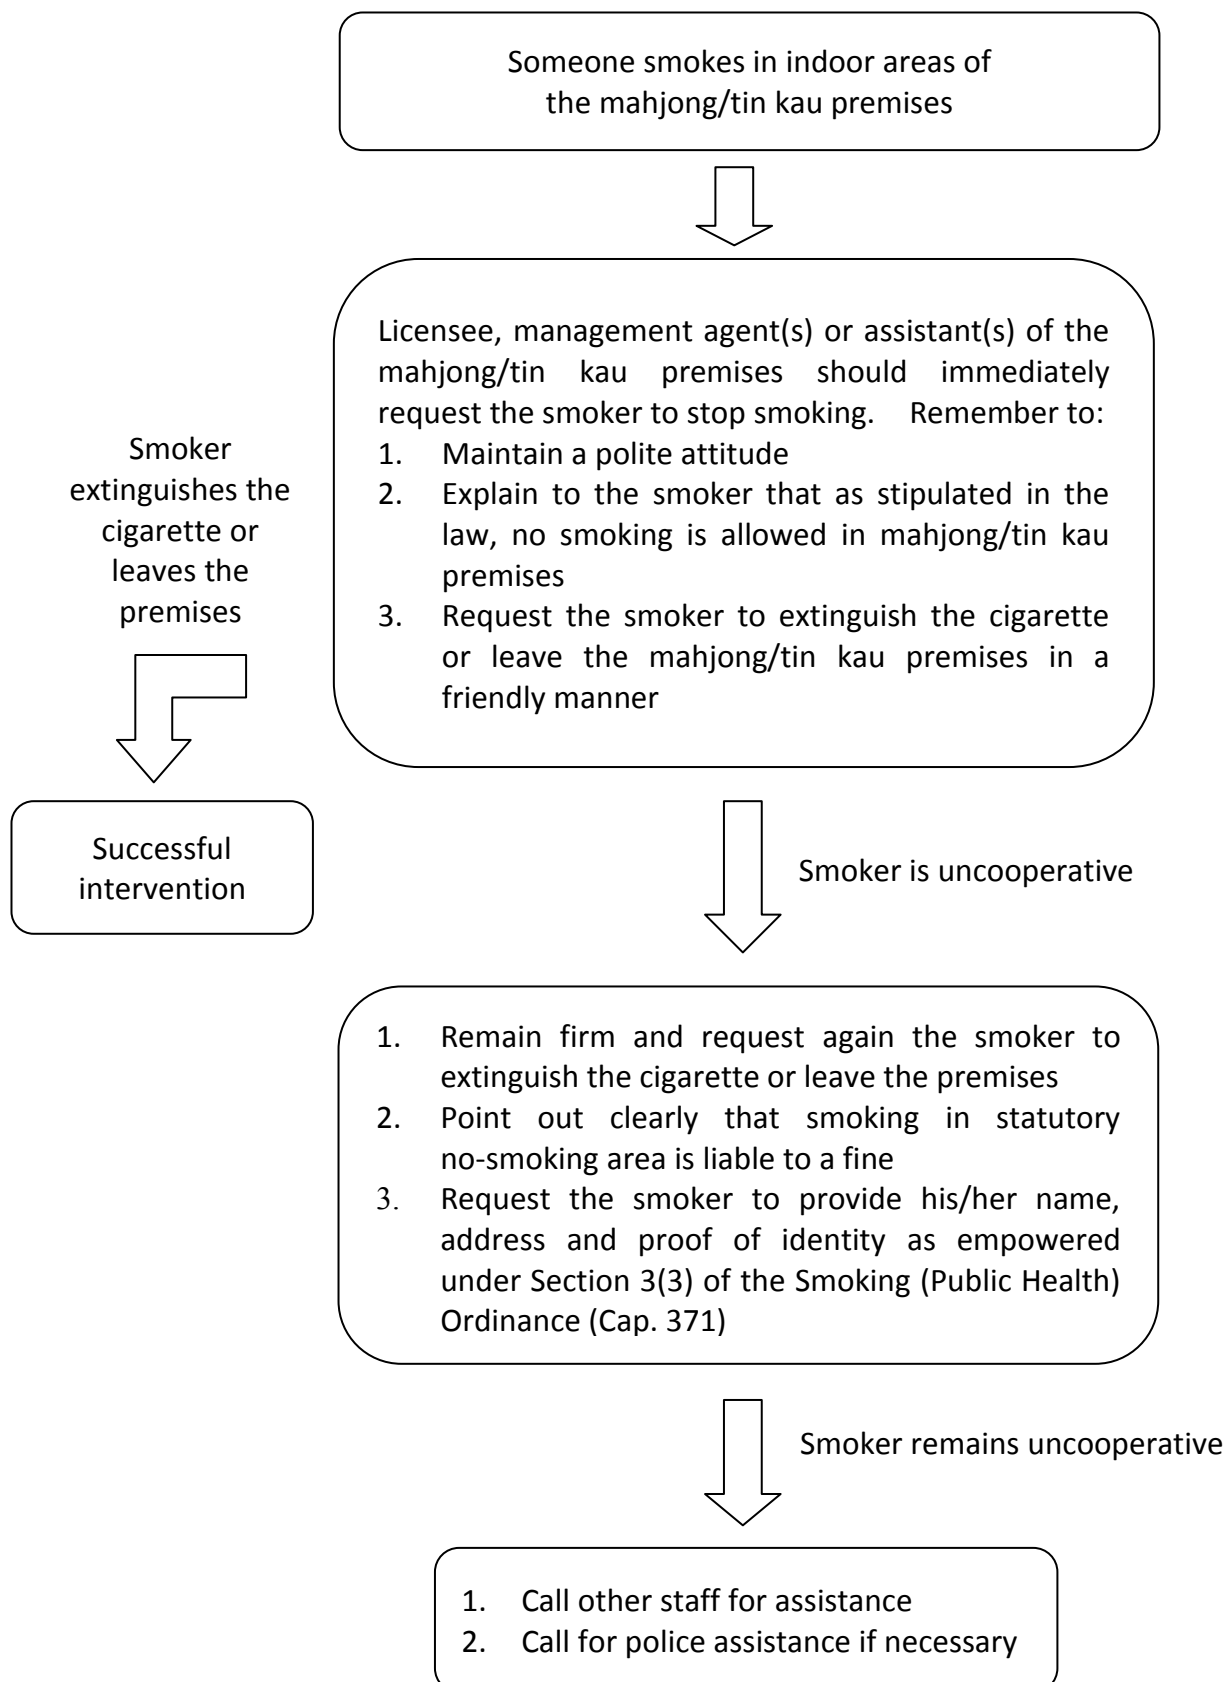 Someone smokes in indoor areas of
the mahjong/tin kau premises
Licensee, management agent(s) or assistant(s) of the
mahjong/tin kau premises should immediately
request the smoker to stop smoking. Remember to:
1. Maintain a polite attitude
2. Explain to the smoker that as stipulated in the
law, no smoking is allowed in mahjong/tin kau
premises
3. Request the smoker to extinguish the cigarette
or leave the mahjong/tin kau premises in a
friendly manner
Smoker
extinguishes the
cigarette or
leaves the
premises
Successful
intervention
Smoker is uncooperative
1. Remain firm and request again the smoker to
extinguish the cigarette or leave the premises
2. Point out clearly that smoking in statutory
no-smoking area is liable to a fine
3. Request the smoker to provide his/her name,
address and proof of identity as empowered
under Section 3(3) of the Smoking (Public Health)
Ordinance (Cap. 371)
Smoker remains uncooperative
1. Call other staff for assistance
2. Call for police assistance if necessary